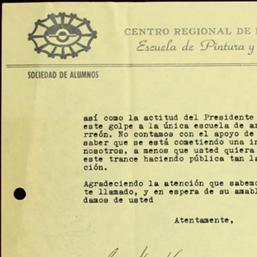 CENTRO REGIONAL DE
Escuela de Pintura y
SOCIEDAD DE ALUMNOS
así como la actitud del Presidente
este golpe a la única escuela de ar
rreón. No contamos con el apoyo de
saber que se está cometiendo una in
nosotros, a menos que usted quiera
este trance haciendo pública tan la
ción.
Agradeciendo la atención que sabemo
te llamado, y en espera de su amabl
damos de usted
Atentamente,